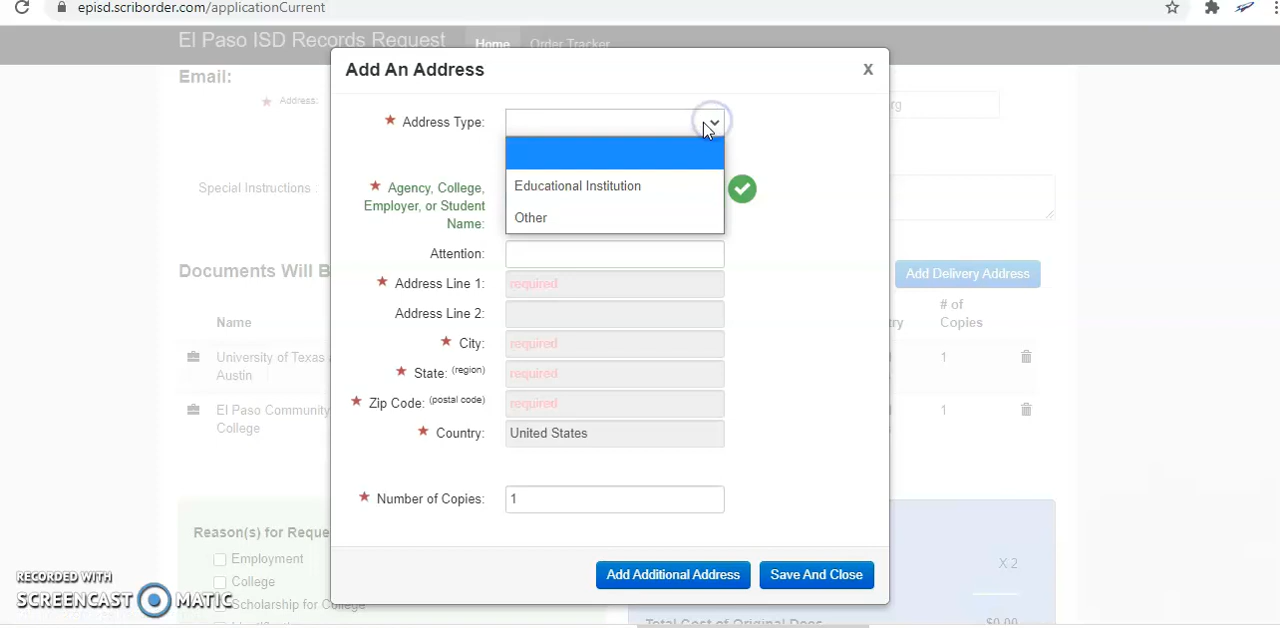 episd.scriborder.com/applicationCurrent
El Paso ISD Records Request
Home
Order Tracker
Email:
Address:
rg
Special Instructions :
Documents Will B
Add Delivery Address
Name
# of
Copies
University of Texas
Austin
1
El Paso Community
College
1
Reason(s) for Reque
Employment
College
Scholarship for College
X 2
Total Cost of Original Docs
$0.00
Add An Address
X
Address Type:
Educational Institution
Other
Agency, College,
Employer, or Student
Name:
Attention:
Address Line 1:
required
Address Line 2:
City:
required
State: (region)
required
Zip Code: (postal code)
required
Country:
United States
Number of Copies:
1
Add Additional Address
Save And Close
RECORDED WITH
SCREENCAST MATIC